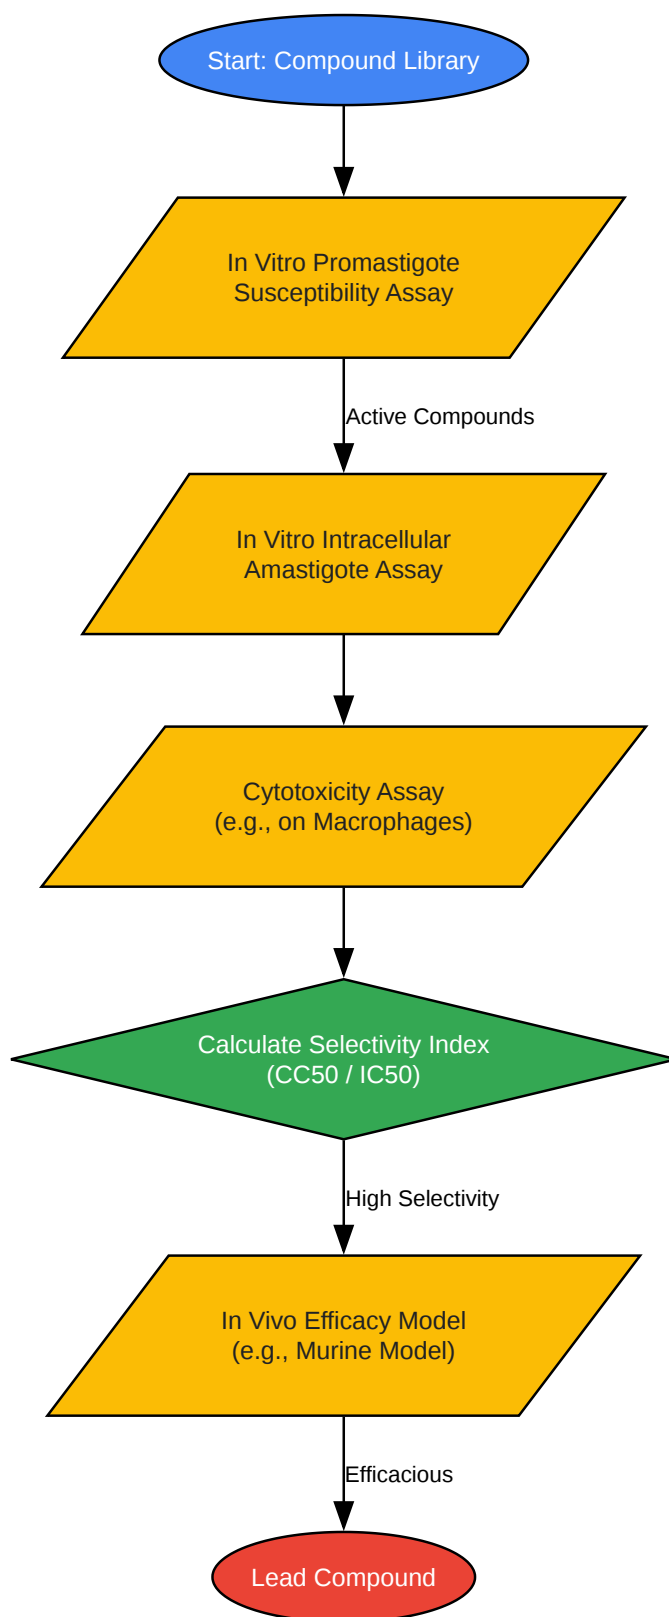 Start: Compound Library
In Vitro Promastigote
Susceptibility Assay
Active Compounds
In Vitro Intracellular
Amastigote Assay
Cytotoxicity Assay
(e.g., on Macrophages)
Calculate Selectivity Index
(CC50 / IC50)
High Selectivity
In Vivo Efficacy Model
(e.g., Murine Model)
Efficacious
Lead Compound